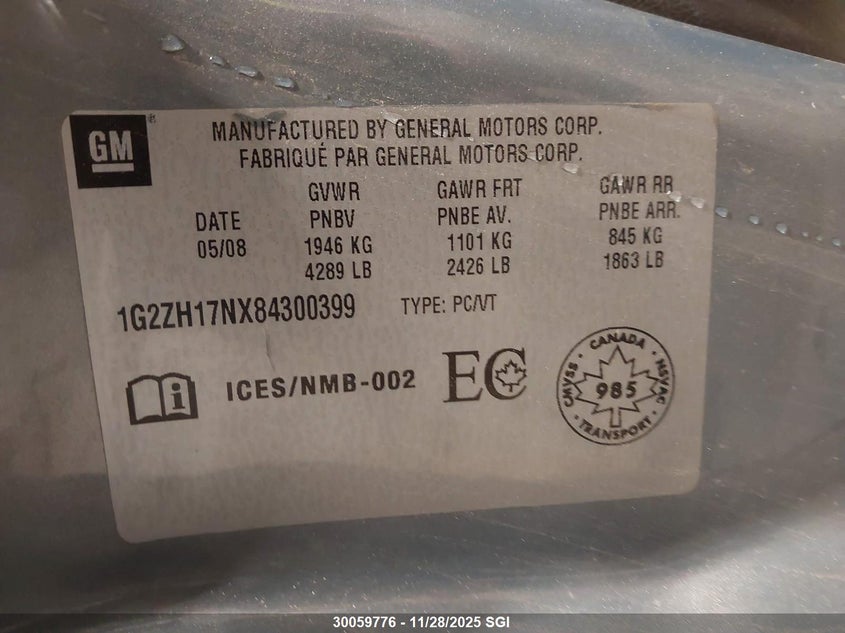 GM
MANUFACTURED BY GENERAL MOTORS CORP.
FABRIQUÉ PAR GENERAL MOTORS CORP.
GVWR GAWR FRT GAWR RR
DATE PNBV PNBE AV. PNBE ARR.
05/08 1946 KG 1101 KG 845 KG
4289 LB 2426 LB 1863 LB
1G2ZH17NX84300399 TYPE: PC/VT
i ICES/NMB-002 EC
CANADA
CMVSS 985 NSVAC
TRANSPORT
30059776 - 11/28/2025 SGI